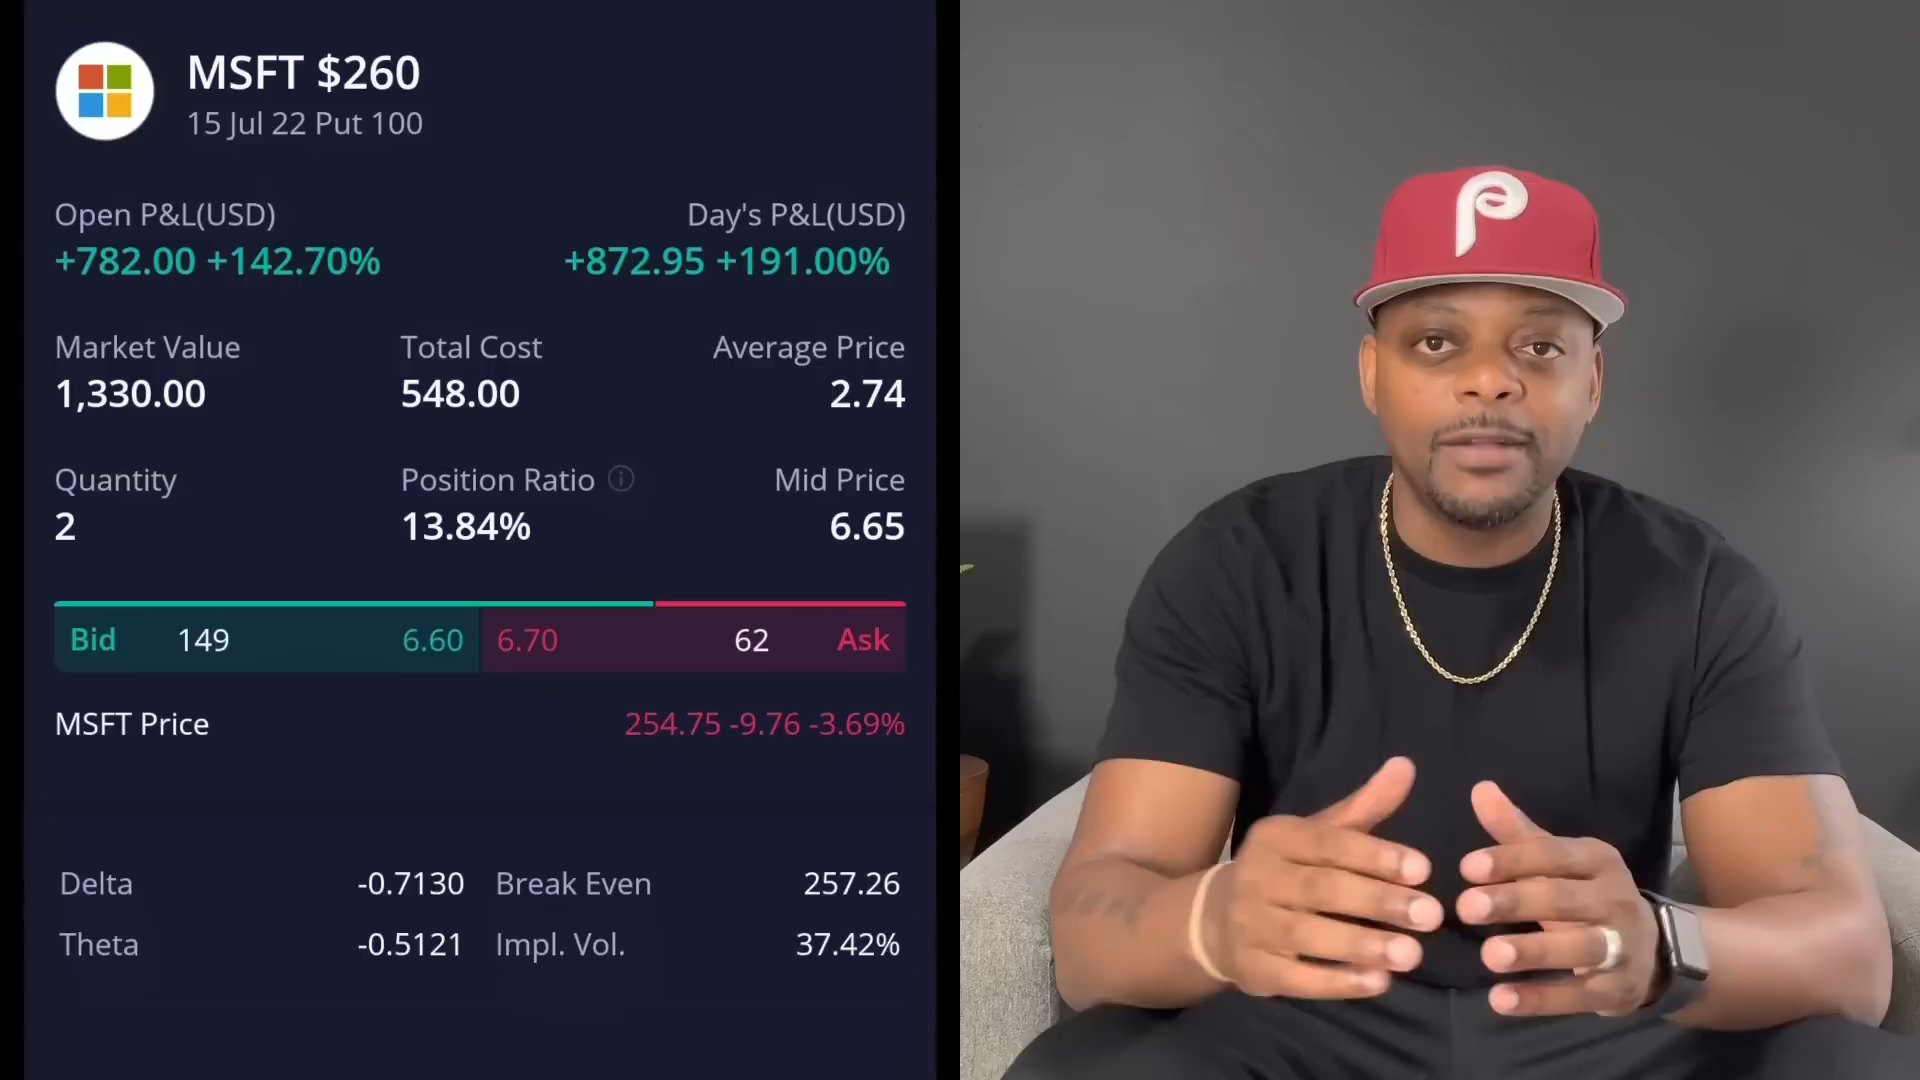 MSFT $260
15 Jul 22 Put 100
Open P&L(USD) Day's P&L(USD)
+782.00 +142.70% +872.95 +191.00%
Market Value Total Cost Average Price
1,330.00 548.00 2.74
Quantity Position Ratio Mid Price
2 13.84% 6.65
Bid 149 6.60 6.70 62 Ask
MSFT Price 254.75 -9.76 -3.69%
Delta -0.7130 Break Even 257.26
Theta -0.5121 Impl. Vol. 37.42%
P